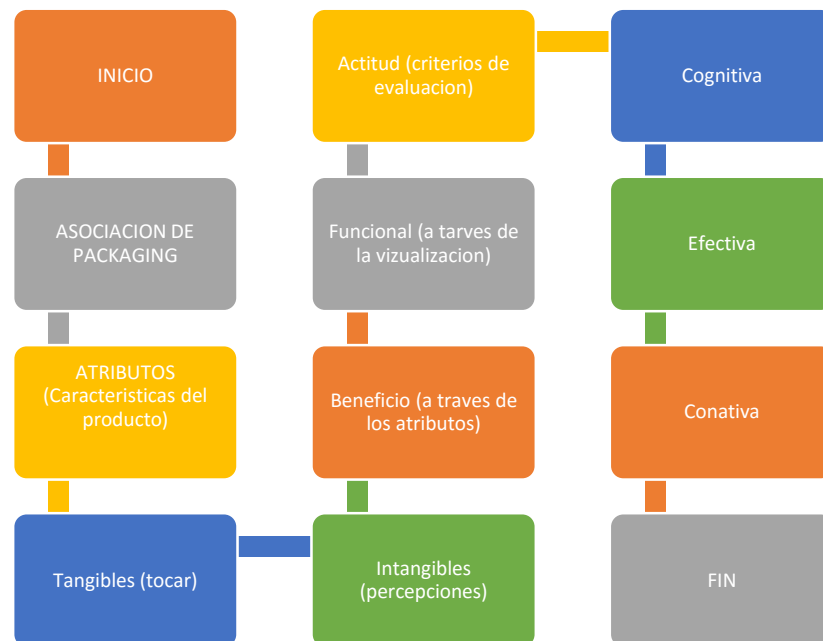 INICIO
ASOCIACION DE
PACKAGING
ATRIBUTOS
(Caracteristicas del
producto)
Tangibles (tocar)
Intangibles
(percepciones)
Beneficio (a traves de
los atributos)
Funcional (a tarves de
la vizualizacion)
Actitud (criterios de
evaluacion)
Cognitiva
Efectiva
Conativa
FIN